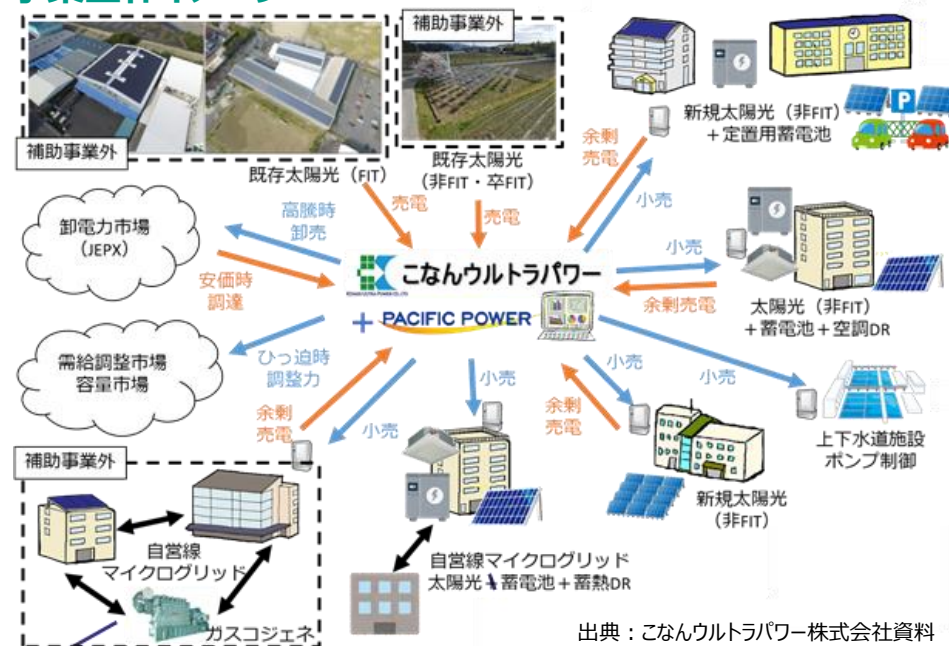 補助事業外
補助事業外
既存太陽光（FIT）
既存太陽光
（非FIT・卒FIT）
新規太陽光（非FIT）
＋定置用蓄電池
P
余剰
売電
小売
売電
売電
卸電力市場
（JEPX）
高騰時
卸売
安価時
調達
こなんウルトラパワー
KONAN ULTRA POWER CO.,LTD
+ PACIFIC POWER
小売
余剰売電
太陽光（非FIT）
＋蓄電池＋空調DR
需給調整市場
容量市場
ひっ迫時
調整力
余剰
売電
小売
小売
余剰
売電
小売
小売
上下水道施設
ポンプ制御
新規太陽光
（非FIT）
補助事業外
自営線
マイクログリッド
ガスコジェネ
自営線マイクログリッド
太陽光＋蓄電池＋蓄熱DR
出典：こなんウルトラパワー株式会社資料